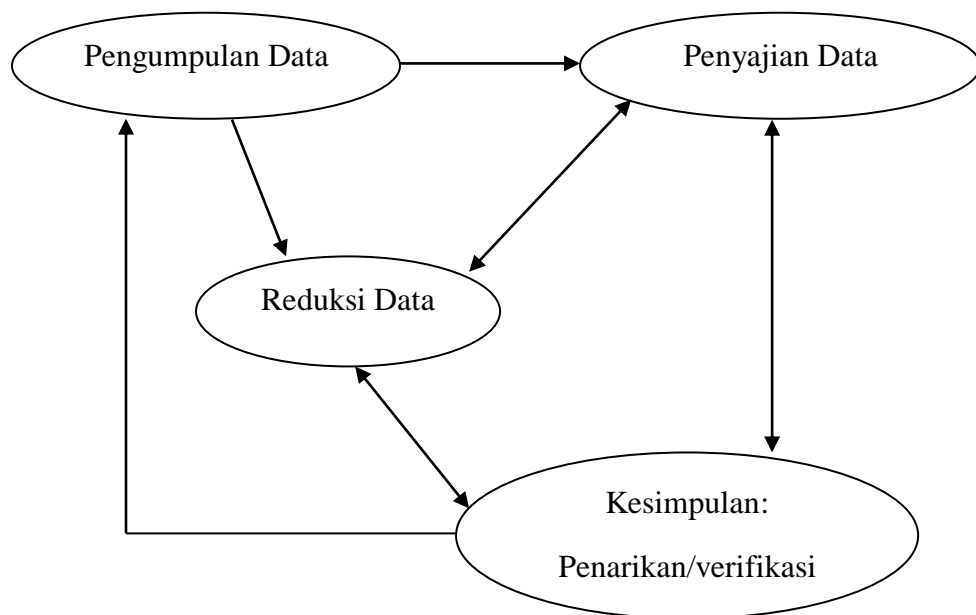 Pengumpulan Data
Penyajian Data
Reduksi Data
Kesimpulan:
Penarikan/verifikasi